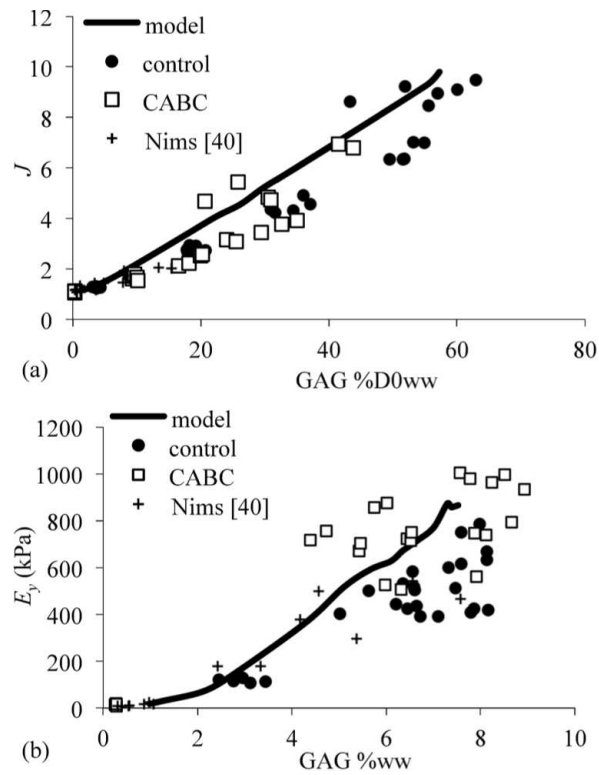 12
model
10
control
8
CABC
Nims [40]
6
J
4
2
0
0 20 40 60 80
(a)
GAG %D0ww
model
1200
control
1000
CABC
Nims [40]
800
600
Ey (kPa)
400
200
0
0 2 4 6 8 10
(b)
GAG %ww